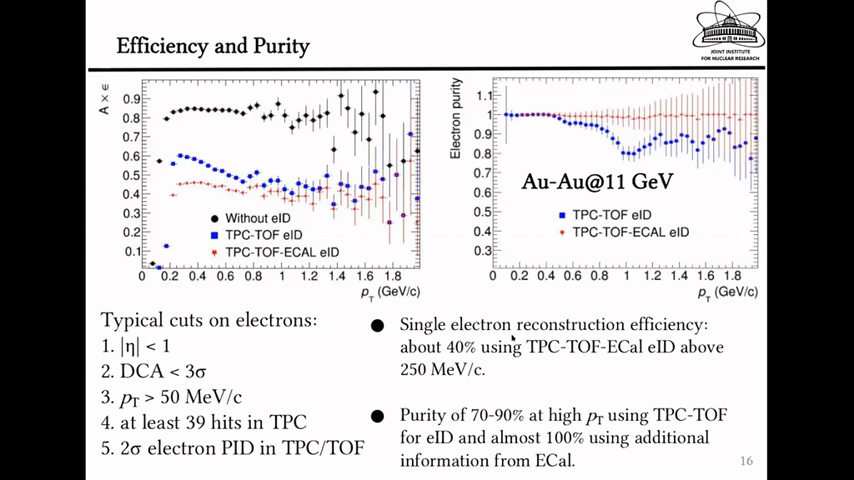 Efficiency and Purity
JOINT INSTITUTE
FOR NUCLEAR RESEARCH
A × ε
0.9
0.8
0.7
0.6
0.5
0.4
0.3
0.2
0.1
Without eID
TPC-TOF eID
TPC-TOF-ECAL eID
0 0.2 0.4 0.6 0.8 1 1.2 1.4 1.6 1.8
pT (GeV/c)
Electron purity
1.1
1
0.9
0.8
0.7
0.6
0.5
0.4
0.3
Au-Au@11 GeV
TPC-TOF eID
TPC-TOF-ECAL eID
0 0.2 0.4 0.6 0.8 1 1.2 1.4 1.6 1.8
pT (GeV/c)
Typical cuts on electrons:
1. |η| < 1
2. DCA < 3σ
3. pT > 50 MeV/c
4. at least 39 hits in TPC
5. 2σ electron PID in TPC/TOF
● Single electron reconstruction efficiency:
about 40% using TPC-TOF-ECal eID above
250 MeV/c.
● Purity of 70-90% at high pT using TPC-TOF
for eID and almost 100% using additional
information from ECal.
16